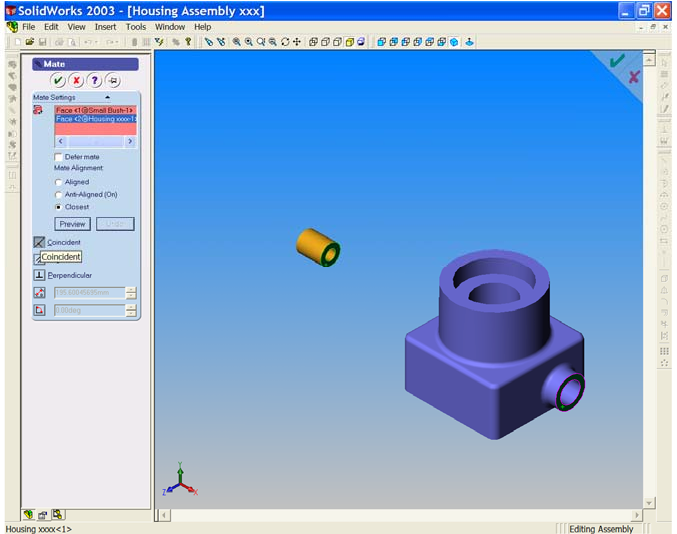 SolidWorks 2003 - [Housing Assembly xxx]
File Edit View Insert Tools Window Help
Mate
Mate Settings
Face <1@Small Bush-1>
Face <2@Housing xxxx-1>
Defer mate
Mate Alignment:
Aligned
Anti-Aligned (On)
Closest
Preview Undo
Coincident
Coincident
Perpendicular
0.00deg
Y
Z X
Housing xxxx<1> Editing Assembly